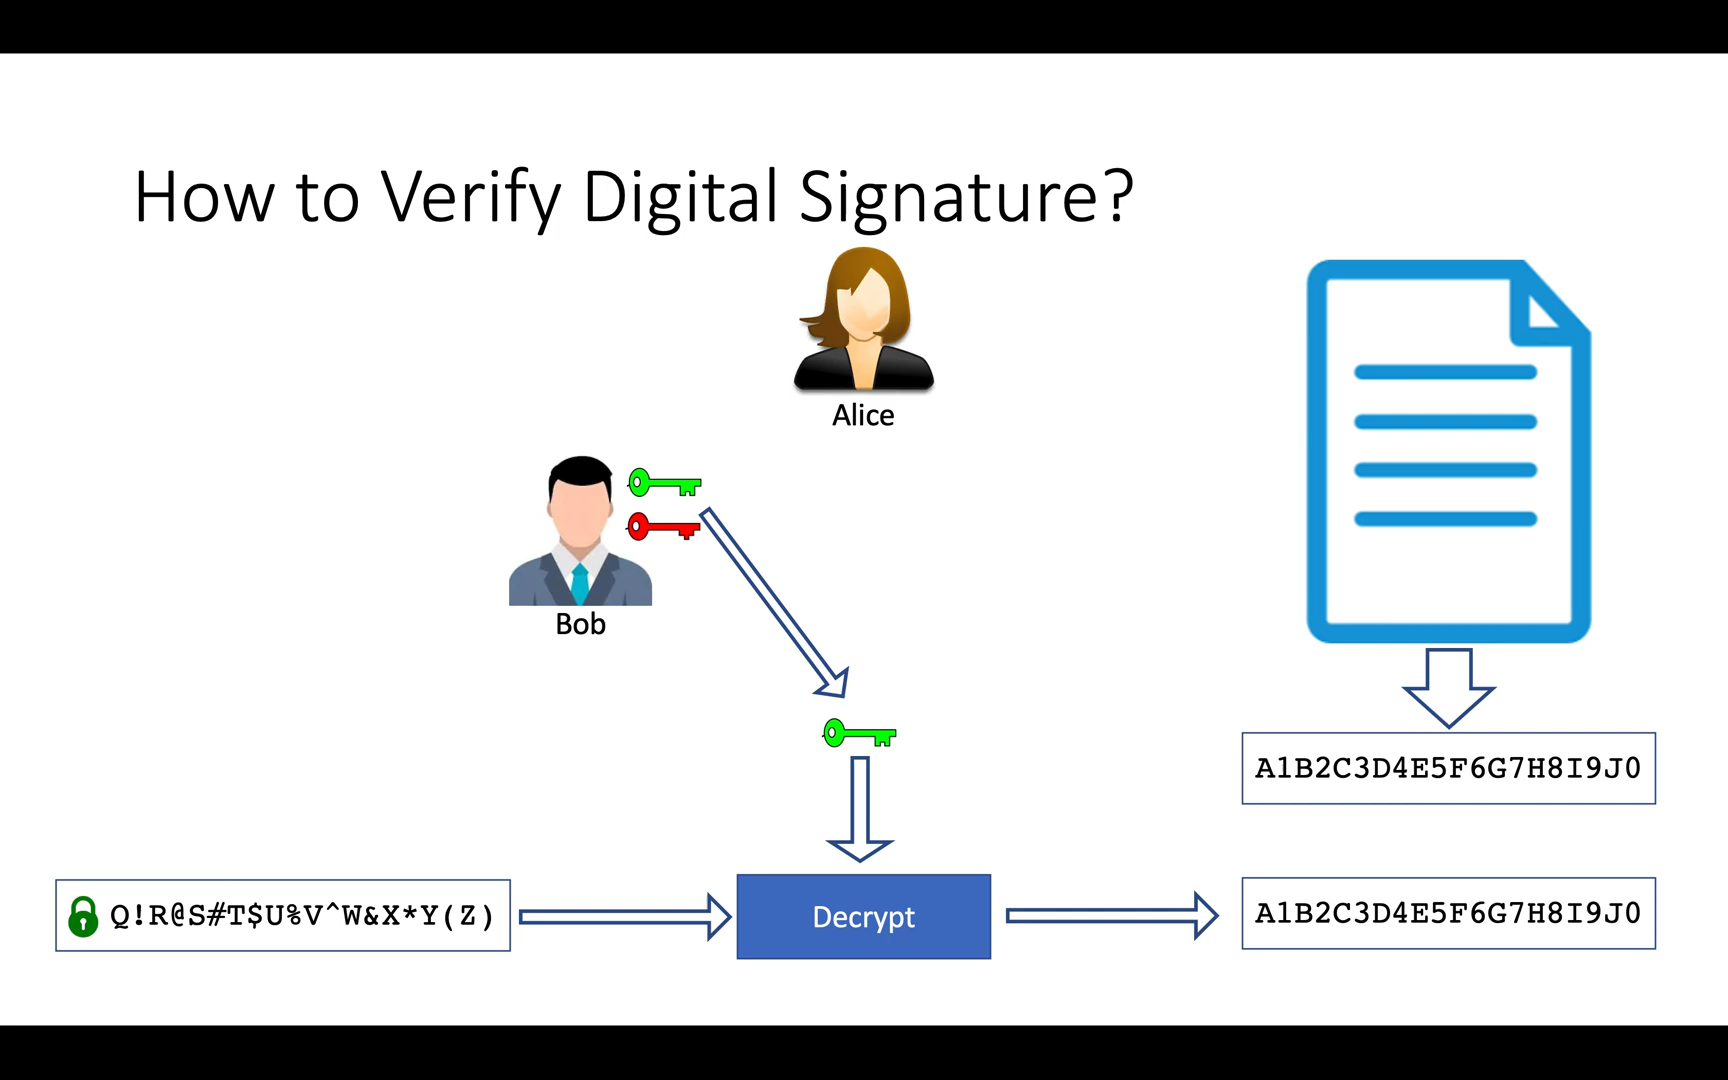 How to Verify Digital Signature?
Alice
Bob
A1B2C3D4E5F6G7H8I9J0
Q!R@S#T$U%V^W&X*Y(Z)
Decrypt
A1B2C3D4E5F6G7H8I9J0